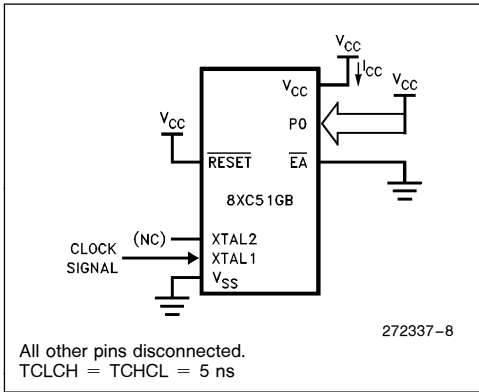 VCC
ICC
VCC
VCC
P0
VCC
RESET
EA
8XC51GB
(NC)
XTAL2
CLOCK
SIGNAL
XTAL1
VSS
272337-8
All other pins disconnected.
TCLCH = TCHCL = 5 ns